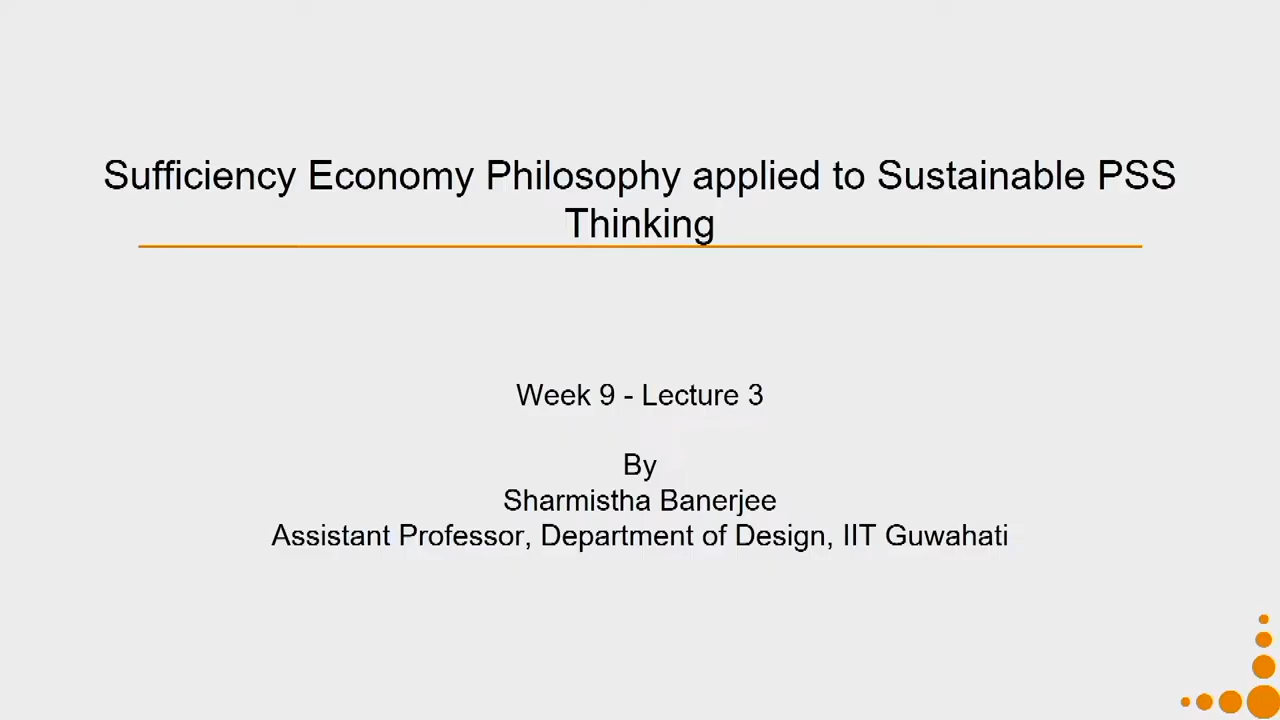 Sufficiency Economy Philosophy applied to Sustainable PSS
Thinking
Week 9 - Lecture 3
By
Sharmistha Banerjee
Assistant Professor, Department of Design, IIT Guwahati